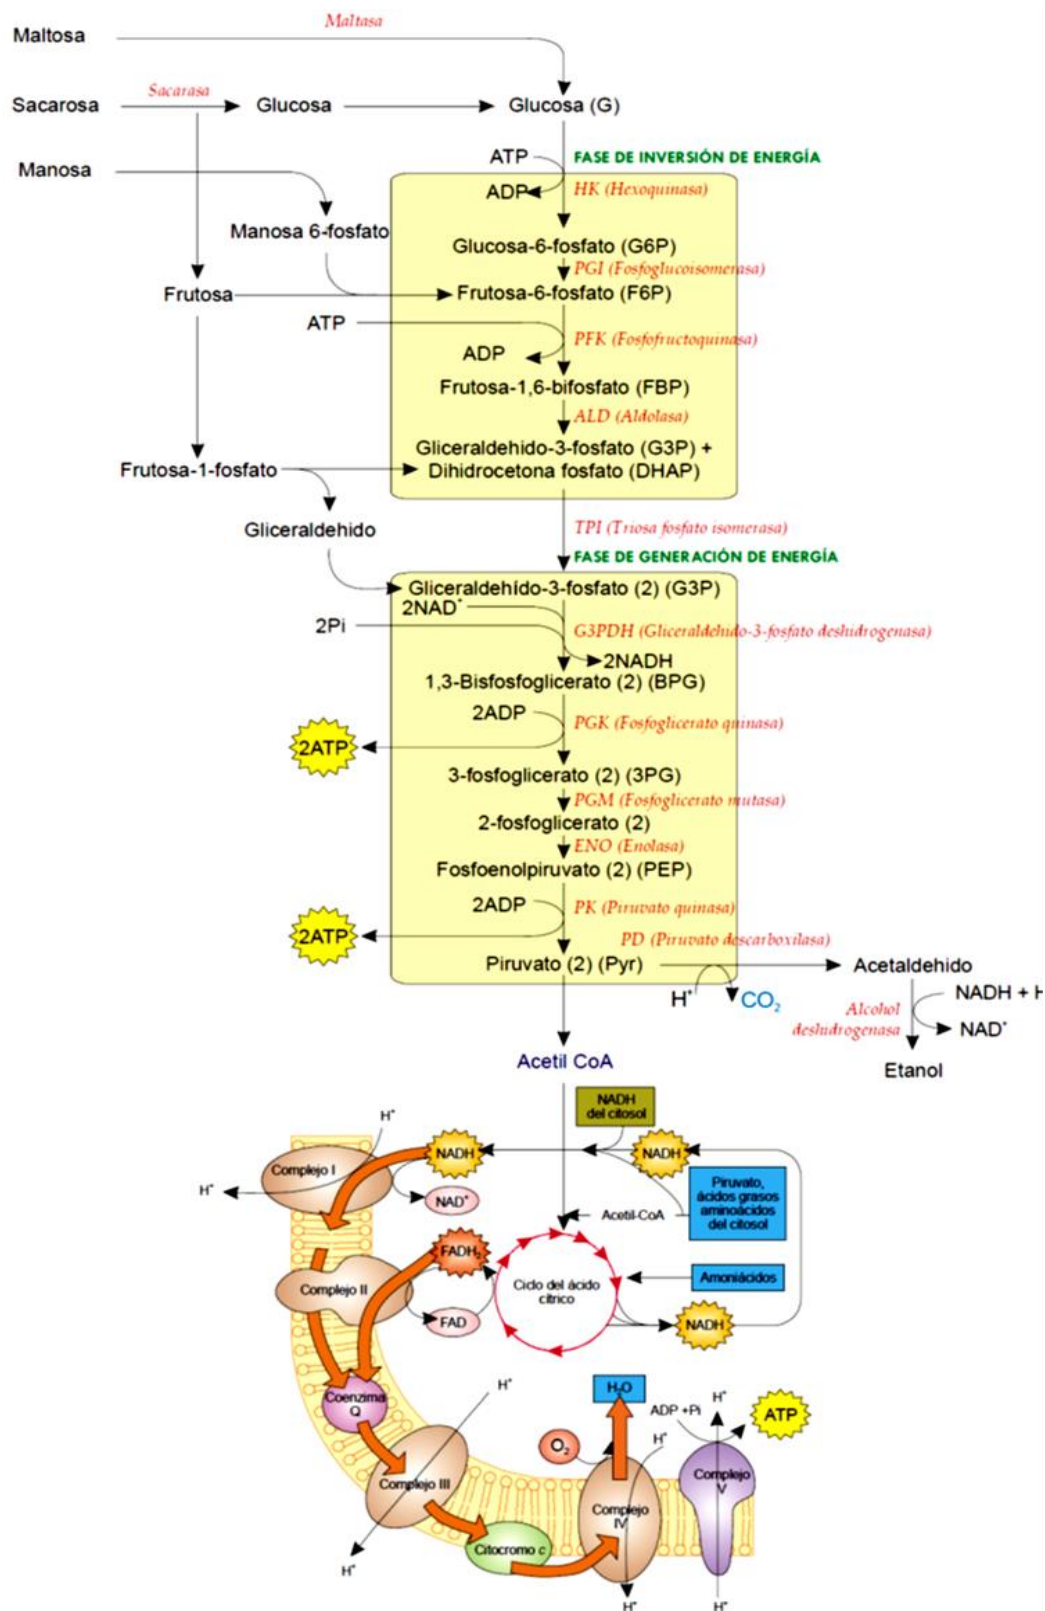 Maltosa
Maltasa
Sacarosa
Sacarasa
Glucosa
Glucosa (G)
Manosa
ATP
FASE DE INVERSIÓN DE ENERGÍA
ADP
HK (Hexoquinasa)
Manosa 6-fosfato
Glucosa-6-fosfato (G6P)
PGI (Fosfoglucoisomerasa)
Frutosa
Frutosa-6-fosfato (F6P)
ATP
PFK (Fosfofructoquinasa)
ADP
Frutosa-1,6-bifosfato (FBP)
ALD (Aldolasa)
Gliceraldehido-3-fosfato (G3P) +
Dihidrocetona fosfato (DHAP)
Frutosa-1-fosfato
Gliceraldehido
TPI (Triosa fosfato isomerasa)
FASE DE GENERACIÓN DE ENERGÍA
Gliceraldehído-3-fosfato (2) (G3P)
2NAD⁺
2Pi
G3PDH (Gliceraldehido-3-fosfato deshidrogenasa)
2NADH
1,3-Bisfosfoglicerato (2) (BPG)
2ADP
PGK (Fosfoglicerato quinasa)
2ATP
3-fosfoglicerato (2) (3PG)
PGM (Fosfoglicerato mutasa)
2-fosfoglicerato (2)
ENO (Enolasa)
Fosfoenolpiruvato (2) (PEP)
2ADP
PK (Piruvato quinasa)
2ATP
PD (Piruvato descarboxilasa)
Piruvato (2) (Pyr)
Acetaldehido
H⁺
CO₂
Alcohol
deshidrogenasa
NADH + H
NAD⁺
Etanol
Acetil CoA
NADH
del citosol
H⁺
Complejo I
NADH
NADH
H⁺
NAD⁺
Piruvato,
ácidos grasos
aminoácidos
del citosol
Acetil-CoA
FADH₂
Complejo II
Ciclo del ácido
cítrico
Amoniácidos
FAD
NADH
Coenzima
Q
H⁺
H₂O
H⁺
ADP +Pi
ATP
O₂
H⁺
Complejo III
Complejo
V
Complejo
IV
Citocromo c
H⁺
H⁺
H⁺